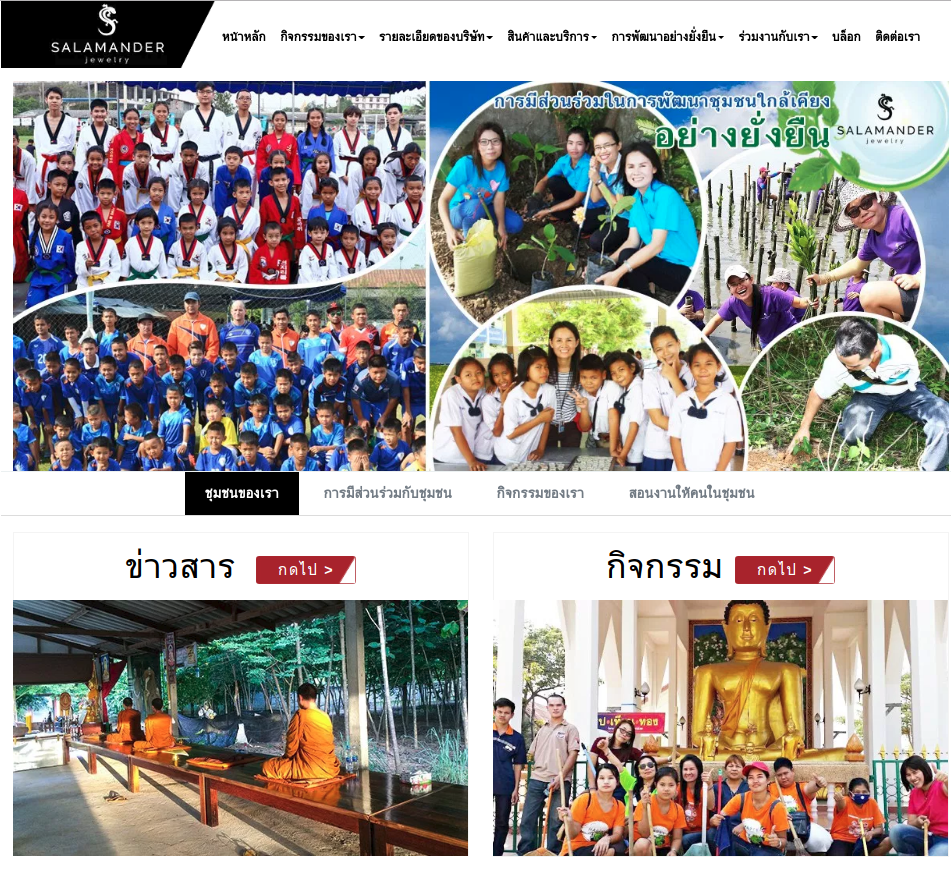 SALAMANDER
jewelry
หน้าหลัก กิจกรรมของเรา รายละเอียดของบริษัท สินค้าและบริการ การพัฒนาอย่างยั่งยืน ร่วมงานกับเรา บล็อก ติดต่อเรา
การมีส่วนร่วมในการพัฒนาชุมชนใกล้เคียง
อย่างยั่งยืน
SALAMANDER
jewelry
ชุมชนของเรา การมีส่วนร่วมกับชุมชน กิจกรรมของเรา สอนงานให้คนในชุมชน
ข่าวสาร กดไป >
กิจกรรม กดไป >